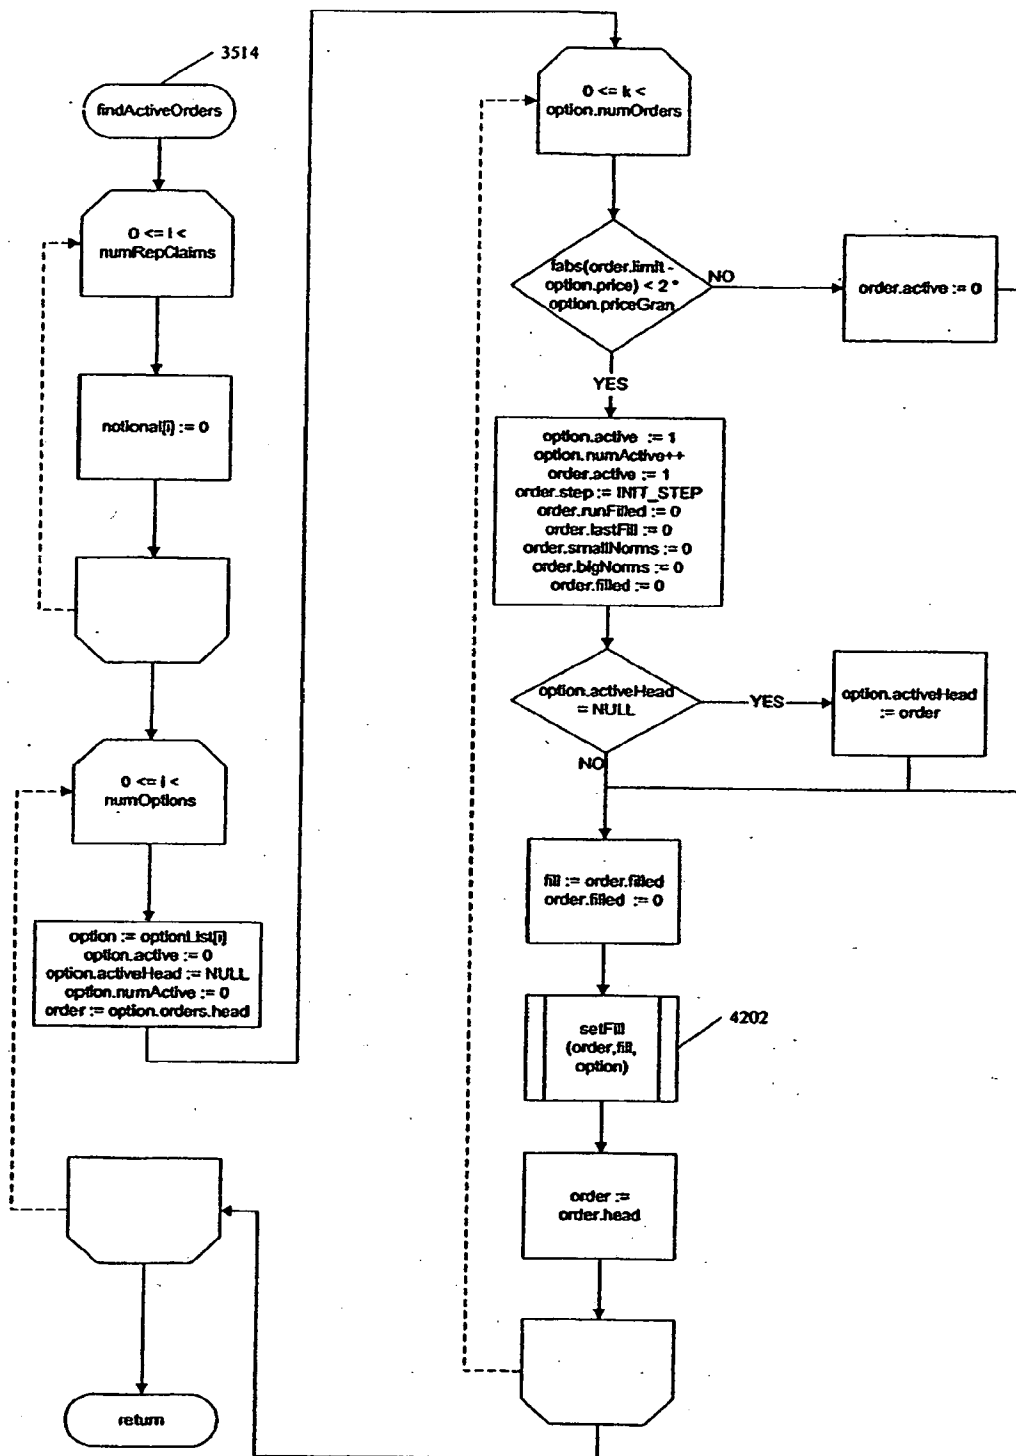 3514
findActiveOrders
0 <= i <
numRepClaims
notional[i] := 0
0 <= i <
numOptions
option := optionList[i]
option.active := 0
option.activeHead := NULL
option.numActive := 0
order := option.orders.head
return
0 <= k <
option.numOrders
fabs(order.limit -
option.price) < 2 *
option.priceGran
NO
order.active := 0
YES
option.active := 1
option.numActive++
order.active := 1
order.step := INIT_STEP
order.runFilled := 0
order.lastFill := 0
order.smallNorms := 0
order.bigNorms := 0
order.filled := 0
option.activeHead
= NULL
YES
option.activeHead
:= order
NO
fill := order.filled
order.filled := 0
setFill
(order,fill,
option)
4202
order :=
order.head